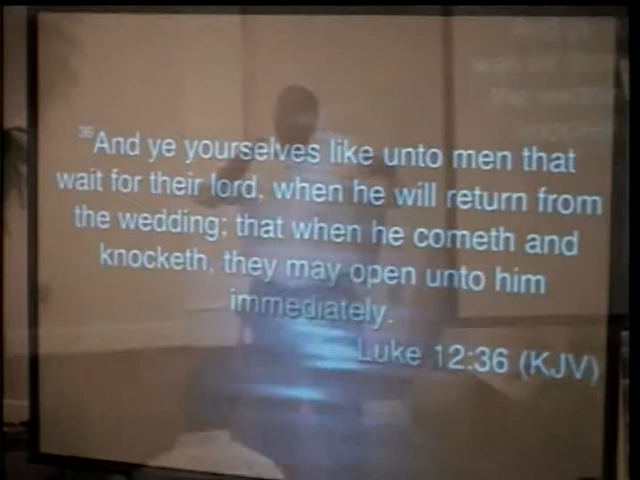 36And ye yourselves like unto men that
wait for their lord, when he will return from
the wedding; that when he cometh and
knocketh, they may open unto him
immediately.
Luke 12:36 (KJV)